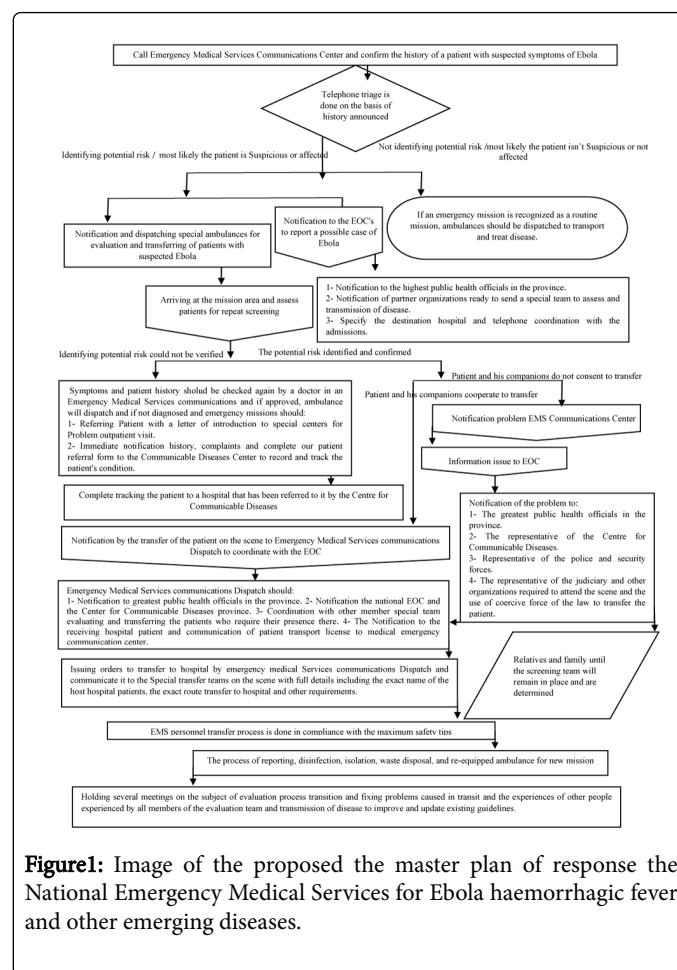 Call Emergency Medical Services Communications Center and confirm the history of a patient with suspected symptoms of Ebola
Telephone triage is
done on the basis of
history announced
Identifying potential risk / most likely the patient is Suspicious or affected
Not identifying potential risk /most likely the patient isn't Suspicious or not
affected
Notification and dispatching special ambulances for
evaluation and transferring of patients with
suspected Ebola
Notification to the EOC's
to report a possible case of
Ebola
If an emergency mission is recognized as a routine
mission, ambulances should be dispatched to transport
and treat disease.
Arriving at the mission area and assess
patients for repeat screening
1- Notification to the highest public health officials in the province.
2- Notification of partner organizations ready to send a special team to assess and
transmission of disease.
3- Specify the destination hospital and telephone coordination with the
admissions.
Identifying potential risk could not be verified
The potential risk identified and confirmed
Patient and his companions do not consent to transfer
Patient and his companions cooperate to transfer
Symptoms and patient history sholud be checked again by a doctor in an
Emergency Medical Services communications and if approved, ambulance
will dispatch and if not diagnosed and emergency missions should:
1- Referring Patient with a letter of introduction to special centers for
Problem outpatient visit.
2- Immediate notification history, complaints and complete our patient
referral form to the Communicable Diseases Center to record and track the
patient's condition.
Notification problem EMS Communications Center
Information issue to EOC
Complete tracking the patient to a hospital that has been referred to it by the Centre for
Communicable Diseases
Notification of the problem to:
1- The greatest public health officials in the
province.
2- The representative of the Centre for
Communicable Diseases.
3- Representative of the police and security
forces.
4- The representative of the judiciary and other
organizations required to attend the scene and the
use of coercive force of the law to transfer the
patient.
Notification by the transfer of the patient on the scene to Emergency Medical Services communications
Dispatch to coordinate with the EOC
Emergency Medical Services communications Dispatch should:
1- Notification to greatest public health officials in the province. 2- Notification the national EOC and
the Center for Communicable Diseases province. 3- Coordination with other member special team
evaluating and transferring the patients who require their presence there. 4- The Notification to the
receiving hospital patient and communication of patient transport license to medical emergency
communication center.
Issuing orders to transfer to hospital by emergency medical Services communications Dispatch and
communicate it to the Special transfer teams on the scene with full details including the exact name of the
host hospital patients, the exact route transfer to hospital and other requirements.
Relatives and family until
the screening team will
remain in place and are
determined
EMS personnel transfer process is done in compliance with the maximum safety tips
The process of reporting, disinfection, isolation, waste disposal, and re-equipped ambulance for new mission
Holding several meetings on the subject of evaluation process transition and fixing problems caused in transit and the experiences of other people
experienced by all members of the evaluation team and transmission of disease to improve and update existing guidelines.
Figure1: Image of the proposed the master plan of response the
National Emergency Medical Services for Ebola haemorrhagic fever
and other emerging diseases.